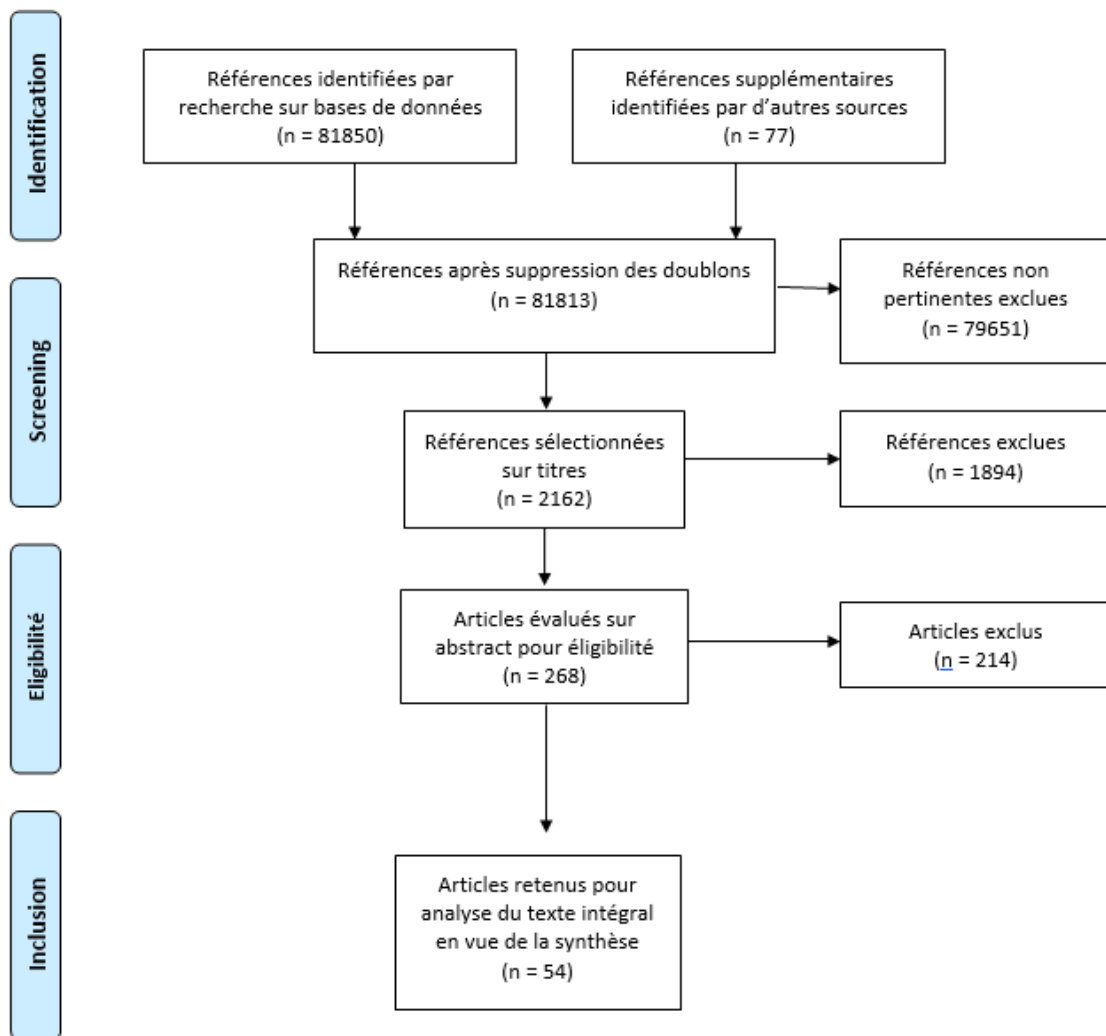 Identification
Références identifiées par
recherche sur bases de données
(n = 81850)
Références supplémentaires
identifiées par d'autres sources
(n = 77)
Références après suppression des doublons
(n = 81813)
Références non
pertinentes exclues
(n = 79651)
Screening
Références sélectionnées
sur titres
(n = 2162)
Références exclues
(n = 1894)
Eligibilité
Articles évalués sur
abstract pour éligibilité
(n = 268)
Articles exclus
(n = 214)
Inclusion
Articles retenus pour
analyse du texte intégral
en vue de la synthèse
(n = 54)